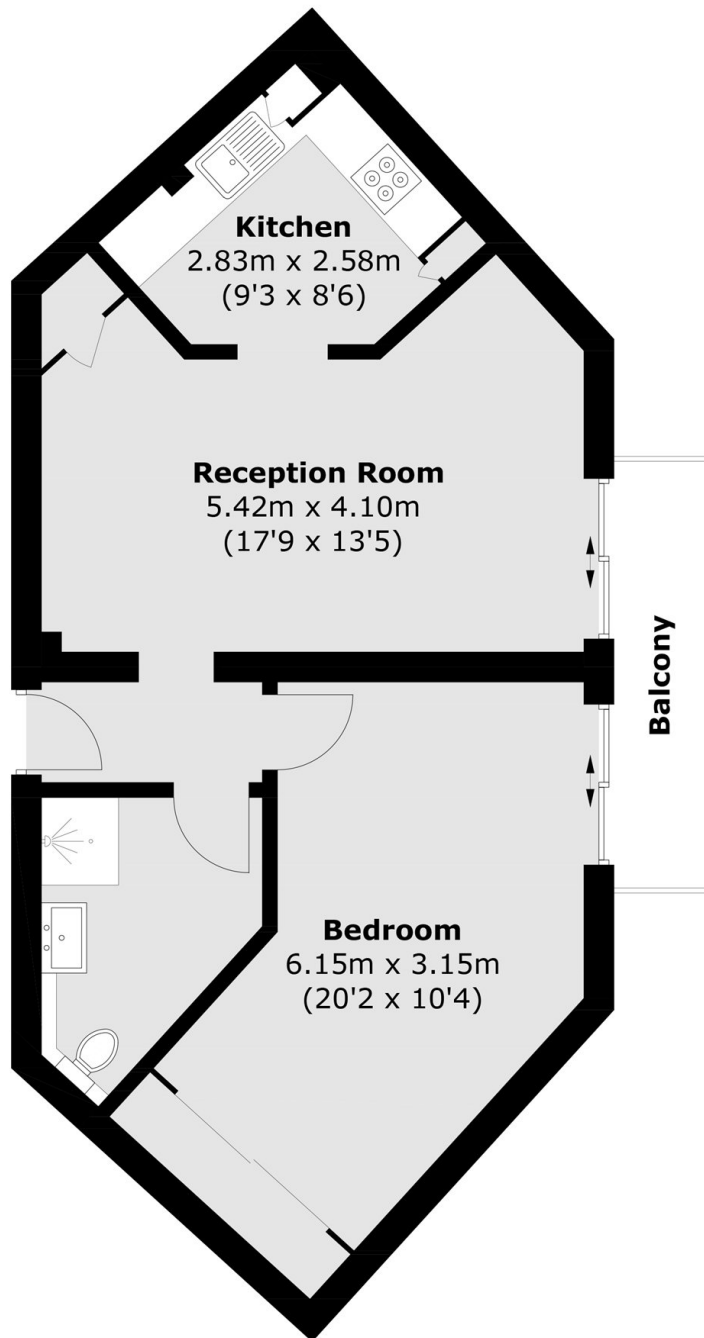 Kitchen
2.83m x 2.58m
(9'3 x 8'6)
Reception Room
5.42m x 4.10m
(17'9 x 13'5)
Balcony
Bedroom
6.15m x 3.15m
(20'2 x 10'4)